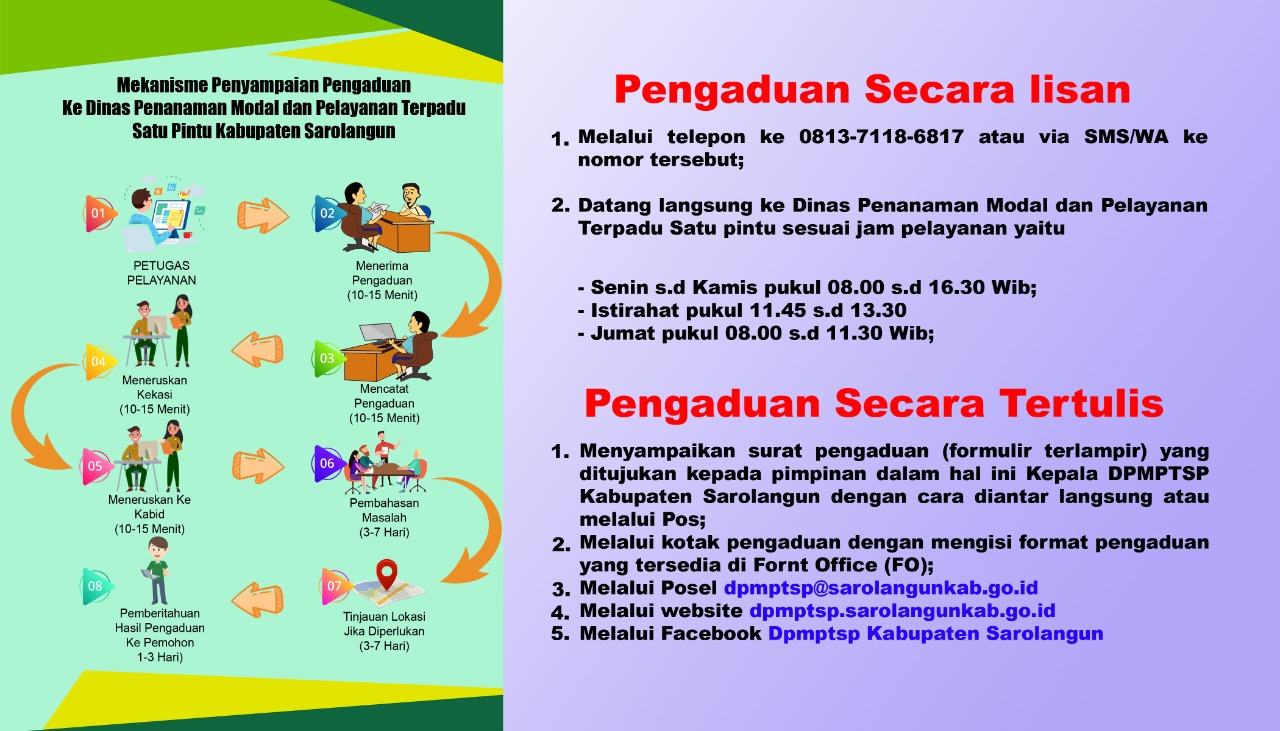 Mekanisme Penyampaian Pengaduan
Ke Dinas Penanaman Modal dan Pelayanan Terpadu
Satu Pintu Kabupaten Sarolangun
01
PETUGAS
PELAYANAN
02
Menerima
Pengaduan
(10-15 Menit)
03
Mencatat
Pengaduan
(10-15 Menit)
04
Meneruskan
Kekasi
(10-15 Menit)
05
Meneruskan Ke
Kabid
(10-15 Menit)
06
Pembahasan
Masalah
(3-7 Hari)
07
Tinjauan Lokasi
Jika Diperlukan
(3-7 Hari)
08
Pemberitahuan
Hasil Pengaduan
Ke Pemohon
1-3 Hari)
Pengaduan Secara lisan
1. Melalui telepon ke 0813-7118-6817 atau via SMS/WA ke
nomor tersebut;
2. Datang langsung ke Dinas Penanaman Modal dan Pelayanan
Terpadu Satu pintu sesuai jam pelayanan yaitu
- Senin s.d Kamis pukul 08.00 s.d 16.30 Wib;
- Istirahat pukul 11.45 s.d 13.30
- Jumat pukul 08.00 s.d 11.30 Wib;
Pengaduan Secara Tertulis
1. Menyampaikan surat pengaduan (formulir terlampir) yang
ditujukan kepada pimpinan dalam hal ini Kepala DPMPTSP
Kabupaten Sarolangun dengan cara diantar langsung atau
melalui Pos;
2. Melalui kotak pengaduan dengan mengisi format pengaduan
yang tersedia di Fornt Office (FO);
3. Melalui Posel dpmptsp@sarolangunkab.go.id
4. Melalui website dpmptsp.sarolangunkab.go.id
5. Melalui Facebook Dpmptsp Kabupaten Sarolangun